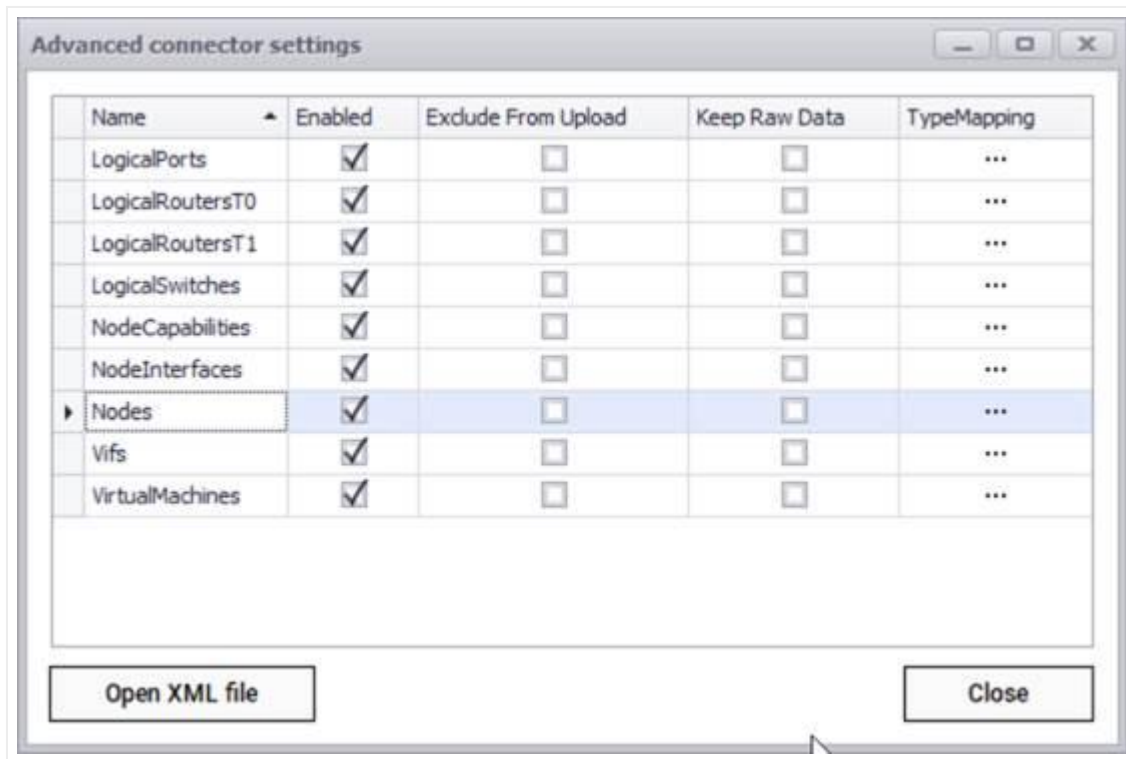 Advanced connector settings
Name Enabled Exclude From Upload Keep Raw Data TypeMapping
LogicalPorts ...
LogicalRoutersT0 ...
LogicalRoutersT1 ...
LogicalSwitches ...
NodeCapabilities ...
NodeInterfaces ...
Nodes ...
Vifs ...
VirtualMachines ...
Open XML file Close